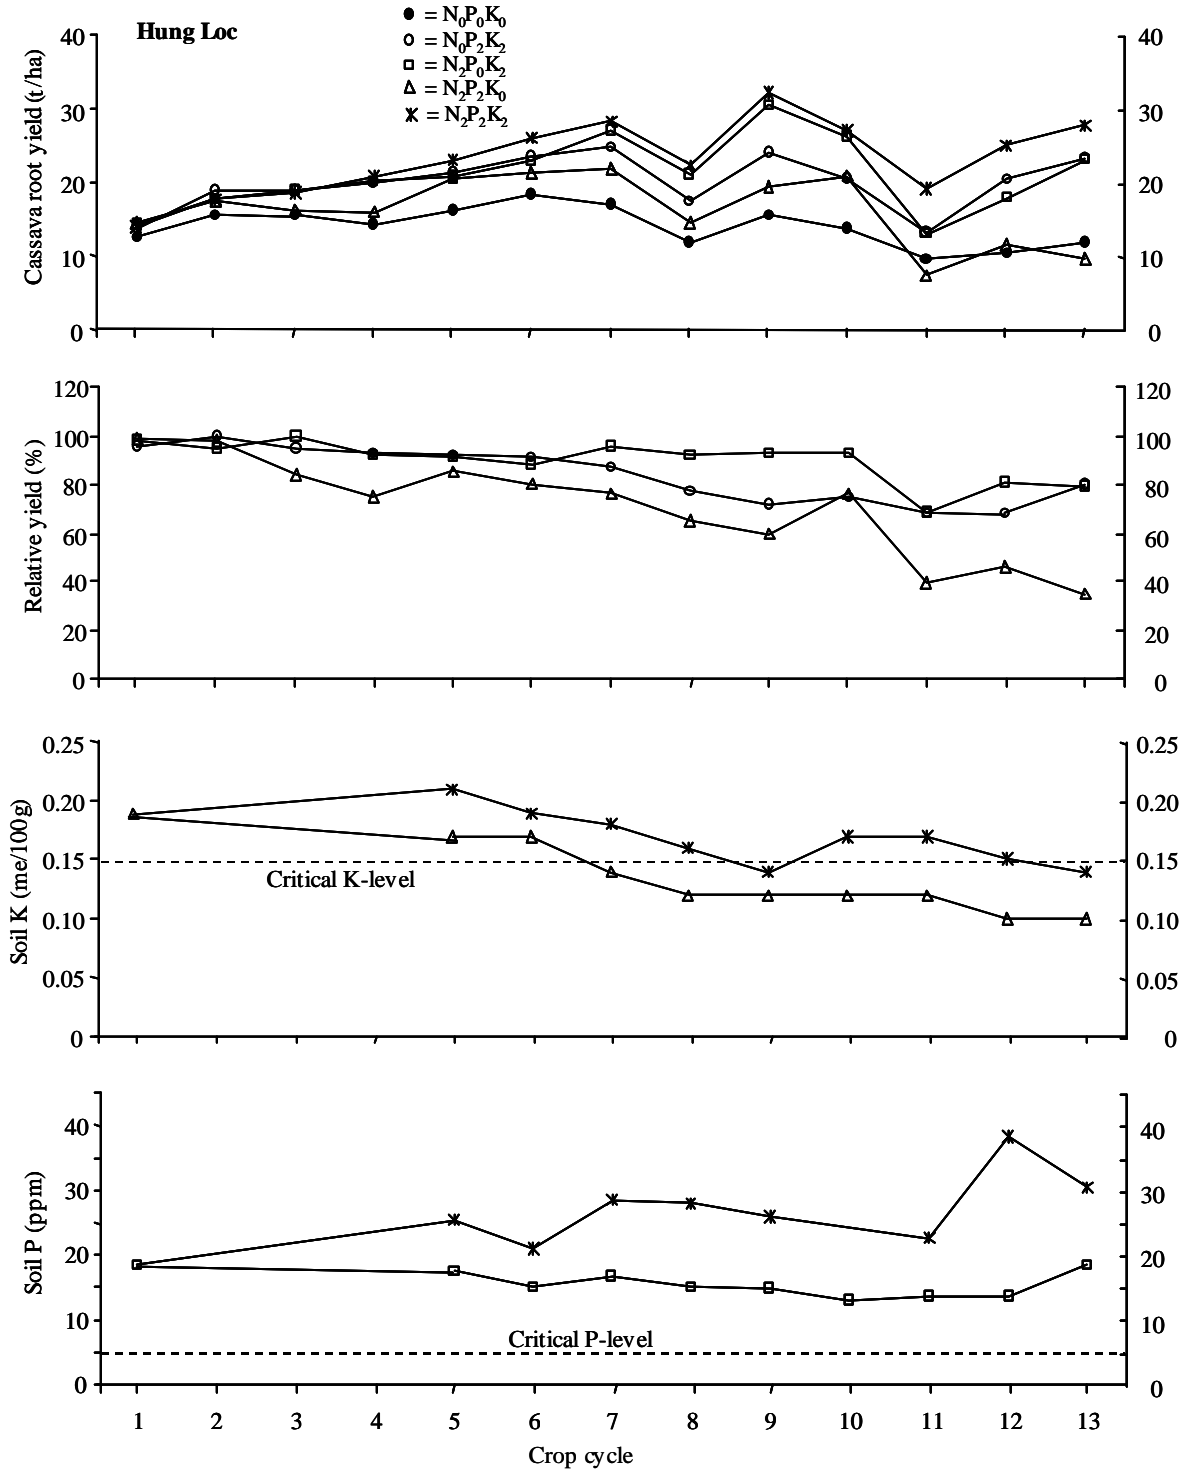 Hung Loc
= N₀P₀K₀
= N₀P₂K₂
= N₂P₀K₂
= N₂P₂K₀
= N₂P₂K₂
Cassava root yield (t/ha)
40 40
30 30
20 20
10 10
0 0
Relative yield (%)
120 120
100 100
80 80
60 60
40 40
20 20
0 0
Soil K (me/100g)
0.25 0.25
0.20 0.20
0.15 0.15
Critical K-level
0.10 0.10
0.05 0.05
0 0
Soil P (ppm)
40 40
30 30
20 20
10 10
Critical P-level
0 0
1 2 3 4 5 6 7 8 9 10 11 12 13
Crop cycle